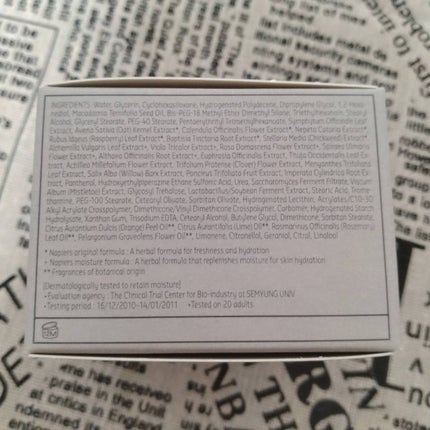 INGREDIENTS: Water, Glycerin, Cyclohexasiloxane, Hydrogenated Polydecene, Dipropylene Glycol, 1,2-Hexa-
nediol, Macadamia Ternifolia Seed Oil, Bis-PEG-18 Methyl Ether Dimethyl Silane, Triethylhexanoin, Stearyl
Alcohol, Glyceryl Stearate, PEG-40 Stearate, Pentaerythrityl Tetraisostearate, Symphytum Officinale
Extract, Avena Sativa (Oat) Kernel Extract*, Calendula Officinalis Flower Extract*, Nepeta Cataria Extract*,
Rubus Idaeus (Raspberry) Leaf Extract*, Baptisia Tinctoria Root Extract*, Stellaria Media (Chickweed) Extract*,
Alchemilla Vulgaris Leaf Extract+, Viola Tricolor Extract+, Rosa Damascena Flower Extract+, Spiraea Ulmaria
Flower Extract+, Althaea Officinalis Root Extract+, Euphrasia Officinalis Extract, Thuja Occidentalis Leaf Ex-
tract, Achillea Millefolium Flower Extract, Trifolium Pratense (Clover) Flower Extract, Menyanthes Trifoliata
Leaf Extract, Salix Alba (Willow) Bark Extract, Poncirus Trifoliata Fruit Extract, Imperata Cylindrica Root Ex-
tract, Panthenol, Hydroxyethylpiperazine Ethane Sulfonic Acid, Urea, Saccharomyces Ferment Filtrate, Viscum
Album (Mistletoe) Extract, Glycosyl Trehalose, Lactobacillus/Soybean Ferment Extract, Stearic Acid, Trome-
thamine, PEG-100 Stearate, Cetearyl Olivate, Sorbitan Olivate, Hydrogenated Lecithin, Acrylates/C10-30
Alkyl Acrylate Crosspolymer, Dimethicone/Vinyl Dimethicone Crosspolymer, Carbomer, Hydrogenated Starch
Hydrolysate, Xanthan Gum, Trisodium EDTA, Cetearyl Alcohol, Butylene Glycol, Dimethicone, Sorbitan Stearate,
Citrus Aurantium Dulcis (Orange) Peel Oil**, Citrus Aurantifolia (Lime) Oil**, Rosmarinus Officinalis (Rosemary)
Leaf Oil**, Pelargonium Graveolens Flower Oil**, Limonene, Citronellol, Geraniol, Citral, Linalool
* Napiers original formula : A herbal formula for freshness and hydration
+ Napiers moisture formula : A herbal formula that replenishes moisture for skin hydration
** Fragrances of botanical origin
[Dermatologically tested to retain moisture]
•Evaluation agency : The Clinical Trial Center for Bio-industry at SEMYUNG UNIV.
•Testing period : 16/12/2010~14/01/2011 •Tested on 20 adults
12M